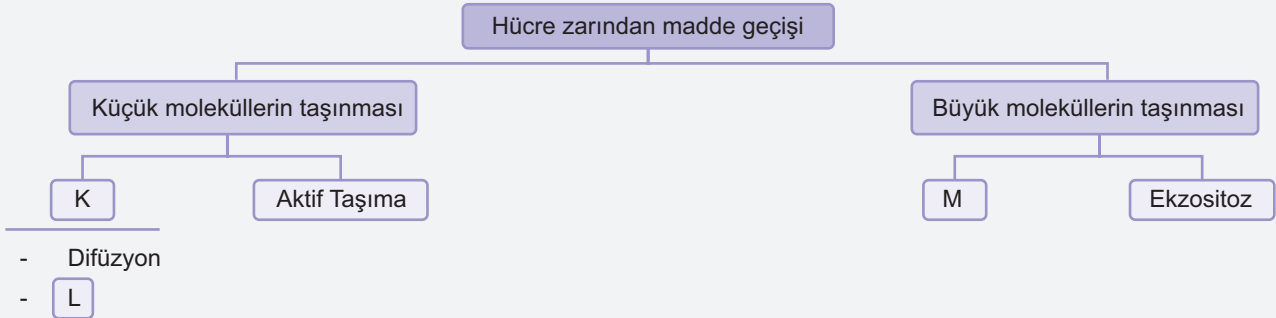 Hücre zarından madde geçişi
Küçük moleküllerin taşınması
Büyük moleküllerin taşınması
K
Aktif Taşıma
M
Ekzositoz
- Difüzyon
- L